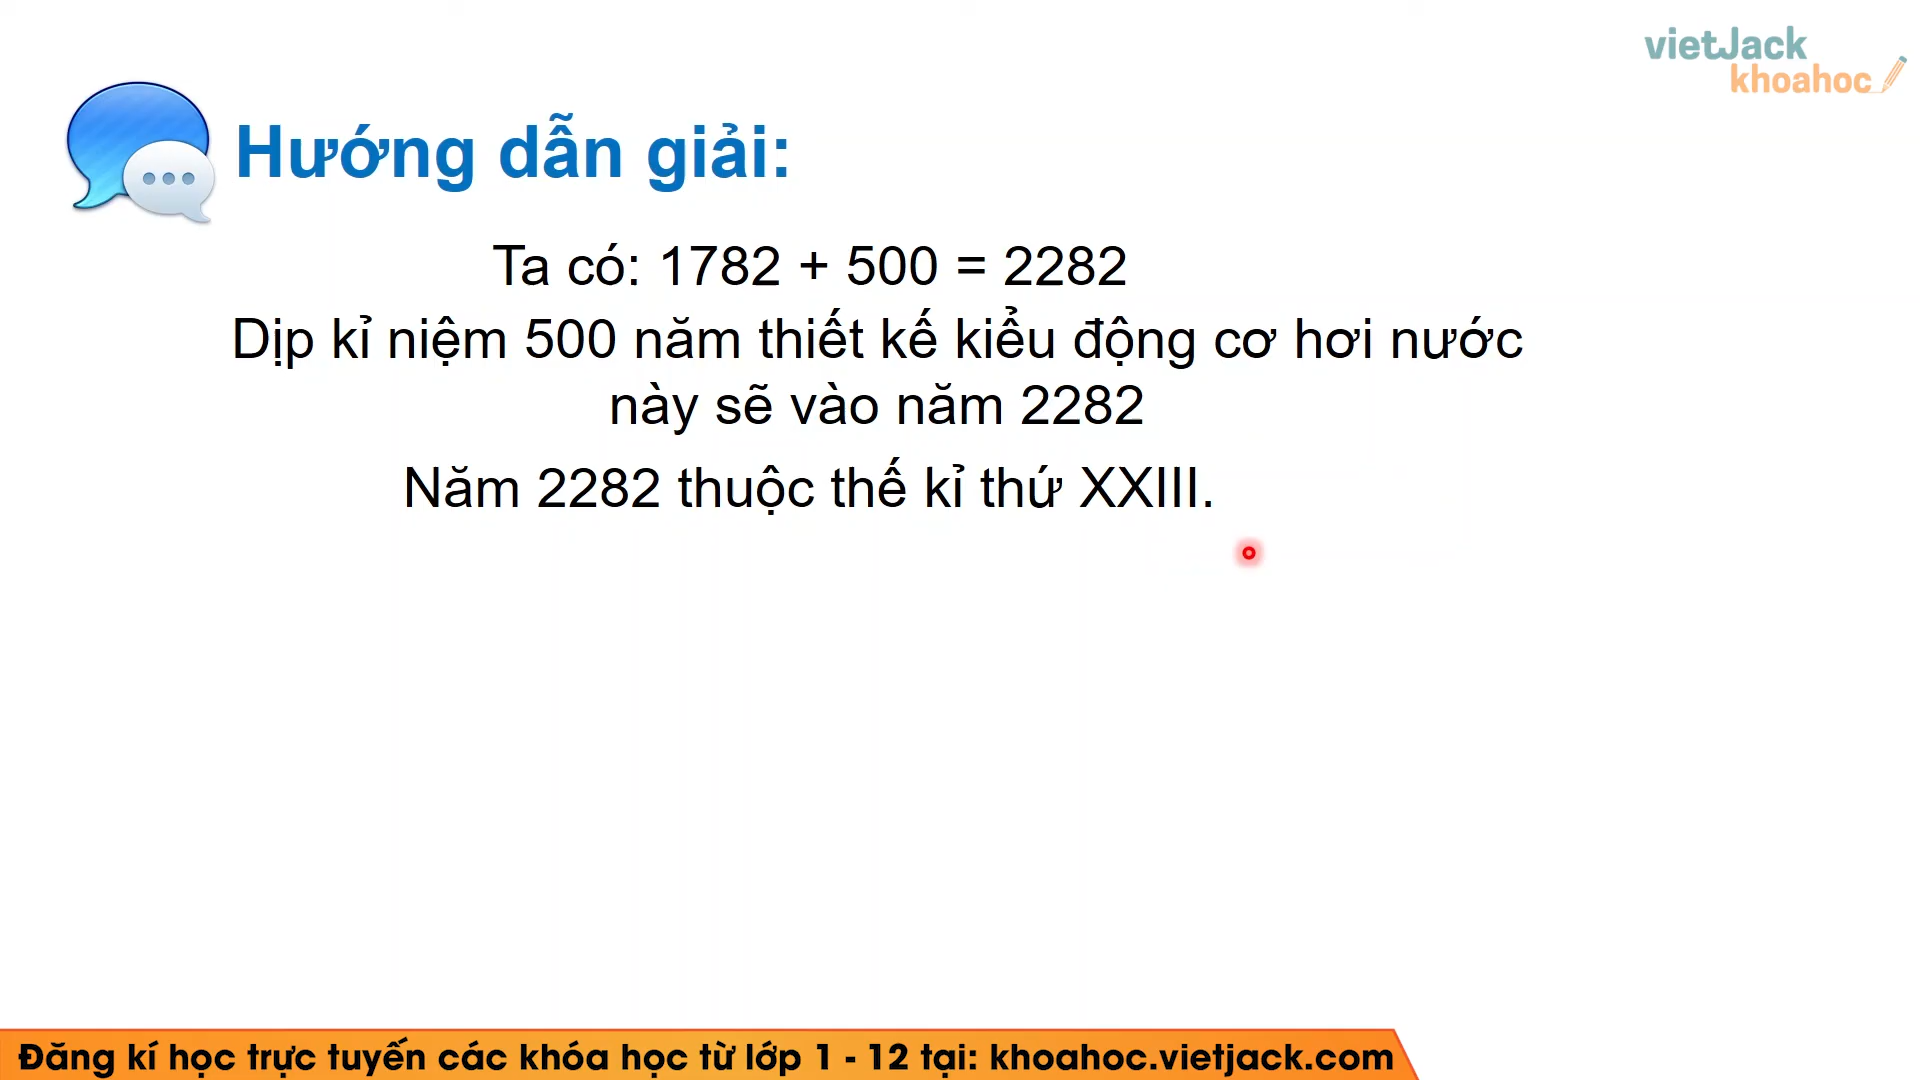 vietJack
khoahoc
Hướng dẫn giải:
Ta có: 1782 + 500 = 2282
Dịp kỉ niệm 500 năm thiết kế kiểu động cơ hơi nước
này sẽ vào năm 2282
Năm 2282 thuộc thế kỉ thứ XXIII.
Đăng kí học trực tuyến các khóa học từ lớp 1 - 12 tại: khoahoc.vietjack.com